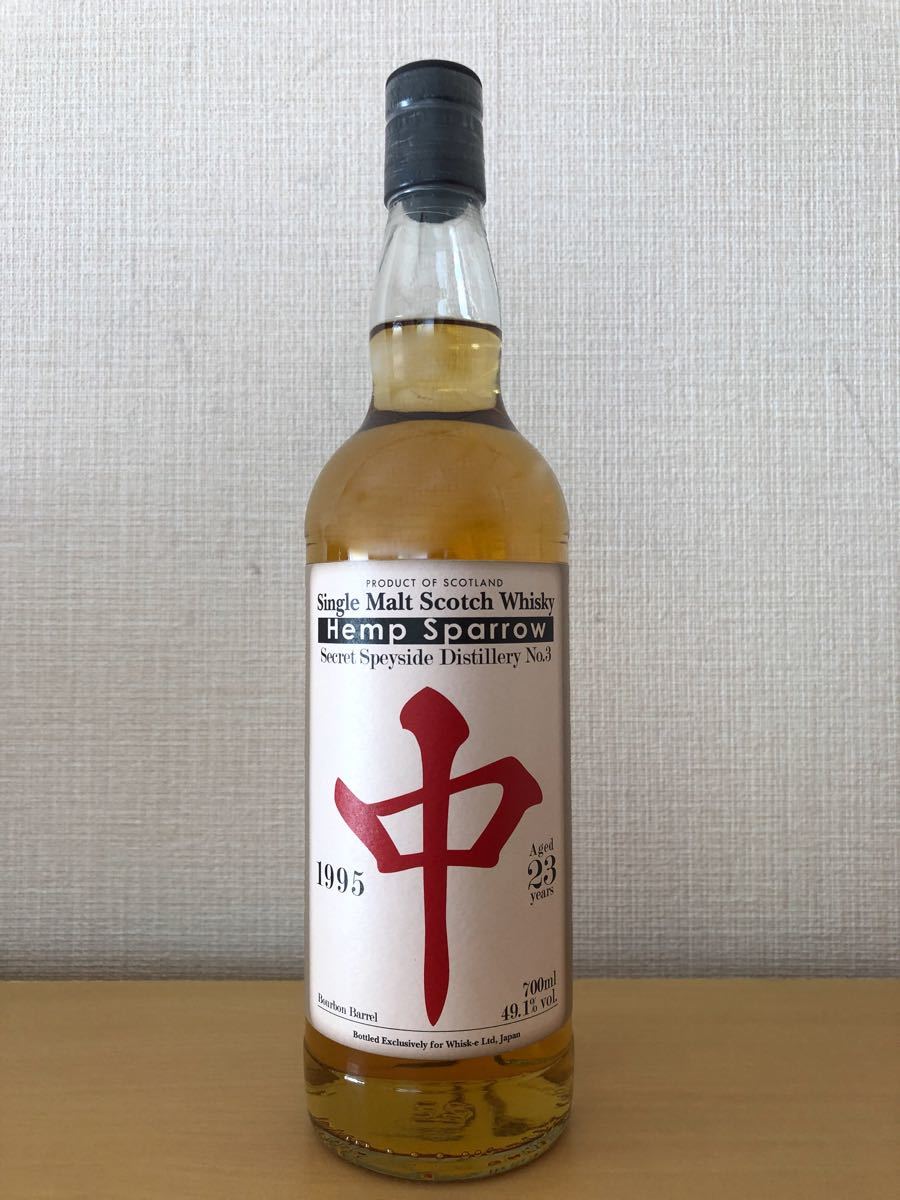 PRODUCT OF SCOTLAND
Single Malt Scotch Whisky
Hemp Sparrow
Secret Speyside Distillery No.3
中
1995
Aged
23
years
Bourbon Barrel
700ml
49.1% vol.
Bottled Exclusively for Whisk-e Ltd, Japan